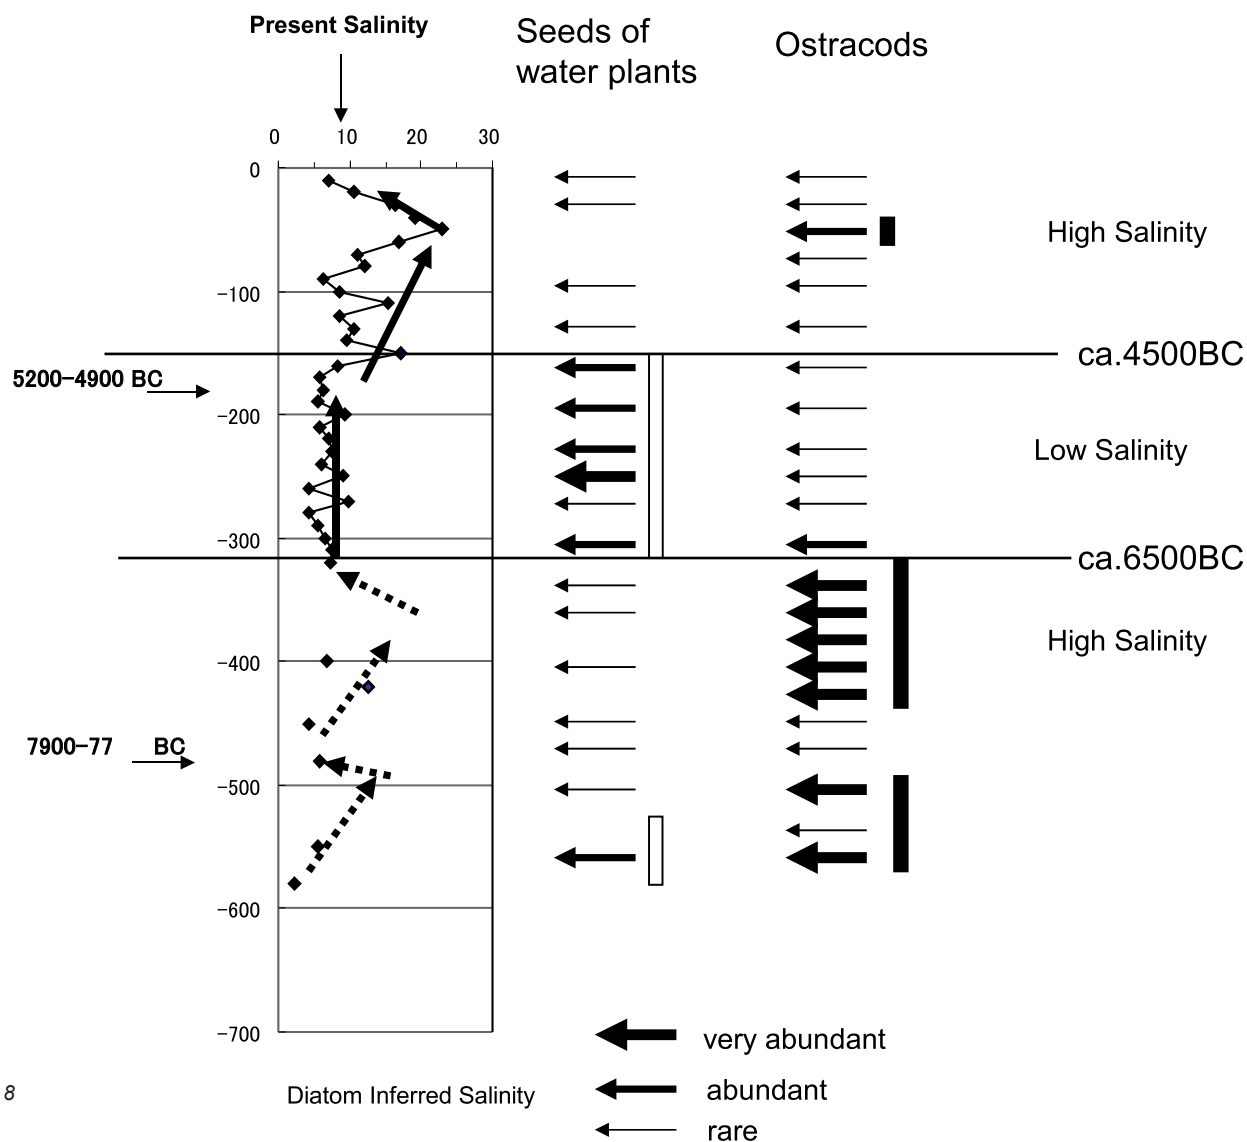 Present Salinity
Seeds of
water plants
Ostracods
0 10 20 30
0
High Salinity
-100
ca.4500BC
5200-4900 BC
-200
Low Salinity
-300
ca.6500BC
High Salinity
-400
7900-77 BC
-500
-600
-700
very abundant
Diatom Inferred Salinity
abundant
rare
8